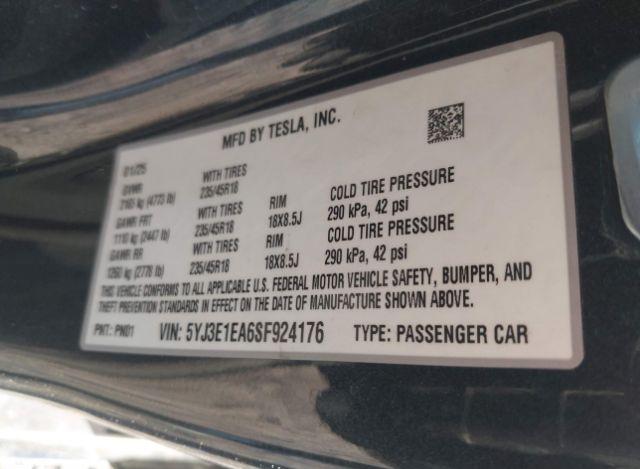 MFD BY TESLA, INC.
01/25
GVWR WITH TIRES
2165 kg (4773 lb) 235/45R18 RIM COLD TIRE PRESSURE
GAWR FRT WITH TIRES 18X8.5J 290 kPa, 42 psi
1110 kg (2447 lb) 235/45R18 RIM COLD TIRE PRESSURE
GAWR RR WITH TIRES 18X8.5J 290 kPa, 42 psi
1260 kg (2778 lb) 235/45R18
THIS VEHICLE CONFORMS TO ALL APPLICABLE U.S. FEDERAL MOTOR VEHICLE SAFETY, BUMPER, AND
THEFT PREVENTION STANDARDS IN EFFECT ON THE DATE OF MANUFACTURE SHOWN ABOVE.
PNT: PN01 VIN: 5YJ3E1EA6SF924176 TYPE: PASSENGER CAR